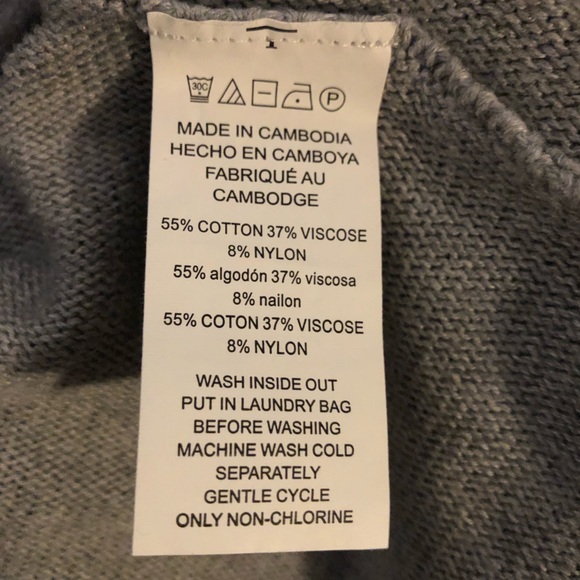 30C
P
MADE IN CAMBODIA
HECHO EN CAMBOYA
FABRIQUÉ AU
CAMBODGE
55% COTTON 37% VISCOSE
8% NYLON
55% algodón 37% viscosa
8% nailon
55% COTON 37% VISCOSE
8% NYLON
WASH INSIDE OUT
PUT IN LAUNDRY BAG
BEFORE WASHING
MACHINE WASH COLD
SEPARATELY
GENTLE CYCLE
ONLY NON-CHLORINE